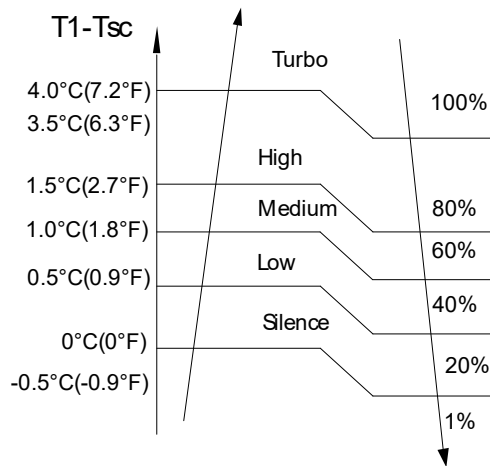 T1-Tsc
Turbo
4.0°C(7.2°F)
100%
3.5°C(6.3°F)
High
1.5°C(2.7°F)
Medium
80%
1.0°C(1.8°F)
60%
Low
0.5°C(0.9°F)
40%
Silence
0°C(0°F)
20%
-0.5°C(-0.9°F)
1%